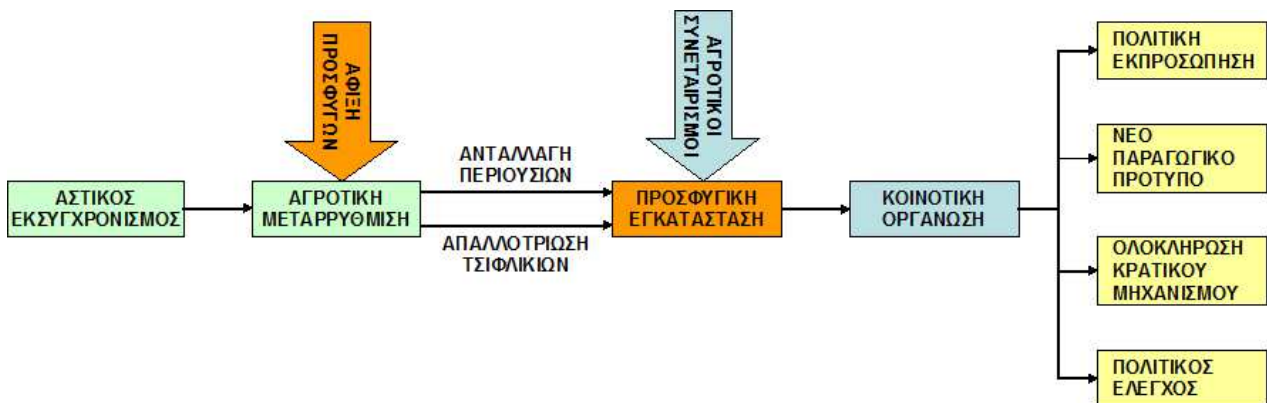 ΑΦΙΞΗ
ΠΡΟΣΦΥΓΩΝ
ΑΓΡΟΤΙΚΟΙ
ΣΥΝΕΤΑΙΡΙΣΜΟΙ
ΑΣΤΙΚΟΣ
ΕΚΣΥΓΧΡΟΝΙΣΜΟΣ
ΑΓΡΟΤΙΚΗ
ΜΕΤΑΡΡΥΘΜΙΣΗ
ΑΝΤΑΛΛΑΓΗ
ΠΕΡΙΟΥΣΙΩΝ
ΑΠΑΛΛΟΤΡΙΩΣΗ
ΤΣΙΦΛΙΚΙΩΝ
ΠΡΟΣΦΥΓΙΚΗ
ΕΓΚΑΤΑΣΤΑΣΗ
ΚΟΙΝΟΤΙΚΗ
ΟΡΓΑΝΩΣΗ
ΠΟΛΙΤΙΚΗ
ΕΚΠΡΟΣΩΠΗΣΗ
ΝΕΟ
ΠΑΡΑΓΩΓΙΚΟ
ΠΡΟΤΥΠΟ
ΟΛΟΚΛΗΡΩΣΗ
ΚΡΑΤΙΚΟΥ
ΜΗΧΑΝΙΣΜΟΥ
ΠΟΛΙΤΙΚΟΣ
ΕΛΕΓΧΟΣ